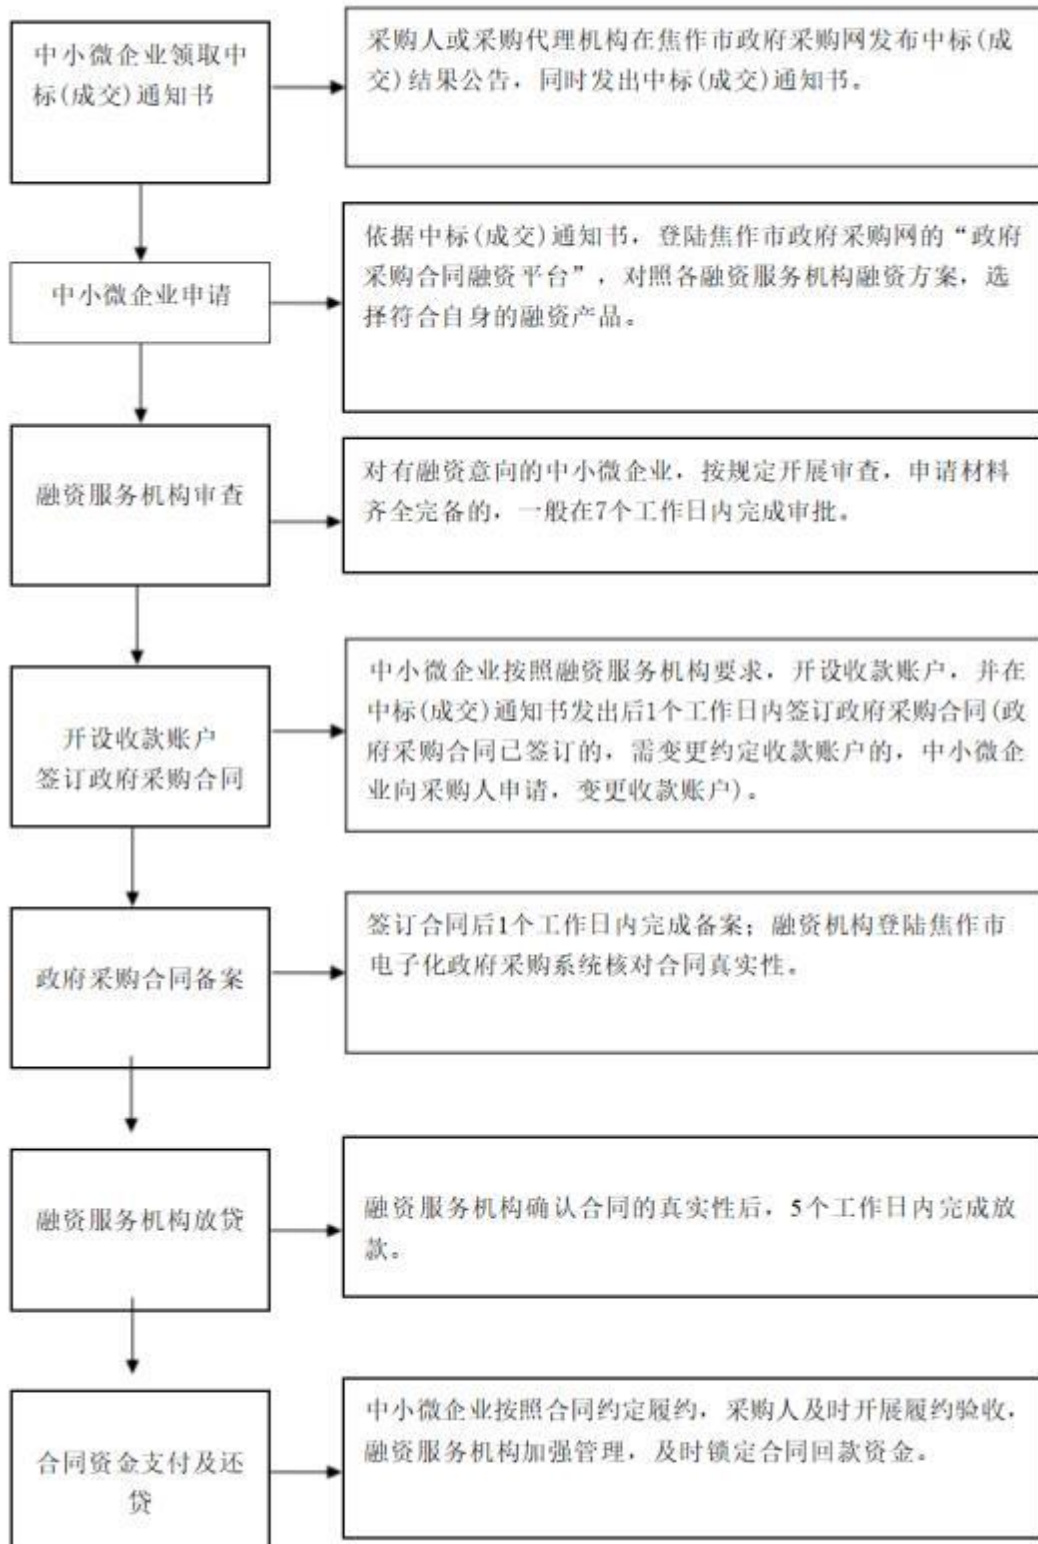 中小微企业领取中
标(成交)通知书
采购人或采购代理机构在焦作市政府采购网发布中标(成
交)结果公告，同时发出中标(成交)通知书。
中小微企业申请
依据中标(成交)通知书，登陆焦作市政府采购网的“政府
采购合同融资平台”，对照各融资服务机构融资方案，选
择符合自身的融资产品。
融资服务机构审查
对有融资意向的中小微企业，按规定开展审查，申请材料
齐全完备的，一般在7个工作日内完成审批。
开设收款账户
签订政府采购合同
中小微企业按照融资服务机构要求，开设收款账户，并在
中标(成交)通知书发出后1个工作日内签订政府采购合同(政
府采购合同已签订的，需变更约定收款账户的，中小微企
业向采购人申请，变更收款账户)。
政府采购合同备案
签订合同后1个工作日内完成备案；融资机构登陆焦作市
电子化政府采购系统核对合同真实性。
融资服务机构放贷
融资服务机构确认合同的真实性后，5个工作日内完成放
款。
合同资金支付及还
贷
中小微企业按照合同约定履约，采购人及时开展履约验收，
融资服务机构加强管理，及时锁定合同回款资金。